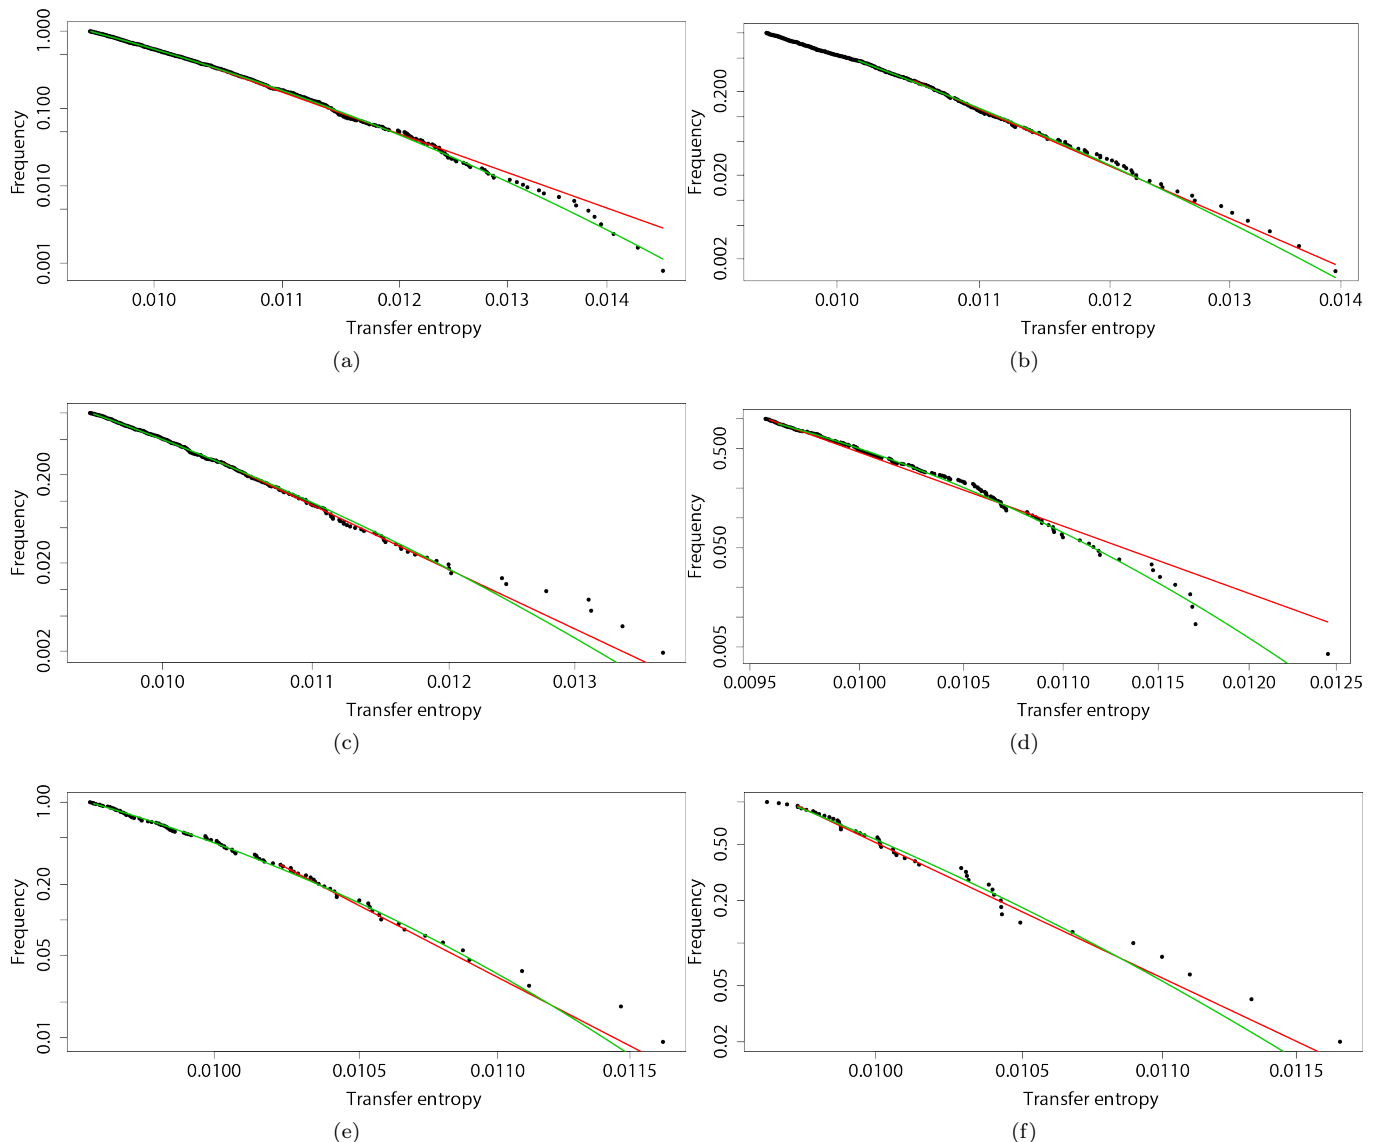 1.000
0.100
0.010
0.001
Frequency
0.010 0.011 0.012 0.013 0.014
Transfer entropy
(a)
0.200
0.020
0.002
Frequency
0.010 0.011 0.012 0.013 0.014
Transfer entropy
(b)
0.200
0.020
0.002
Frequency
0.010 0.011 0.012 0.013
Transfer entropy
(c)
0.500
0.050
0.005
Frequency
0.0095 0.0100 0.0105 0.0110 0.0115 0.0120 0.0125
Transfer entropy
(d)
1.00
0.20
0.05
0.01
Frequency
0.0100 0.0105 0.0110 0.0115
Transfer entropy
(e)
0.50
0.20
0.05
0.02
Frequency
0.0100 0.0105 0.0110 0.0115
Transfer entropy
(f)